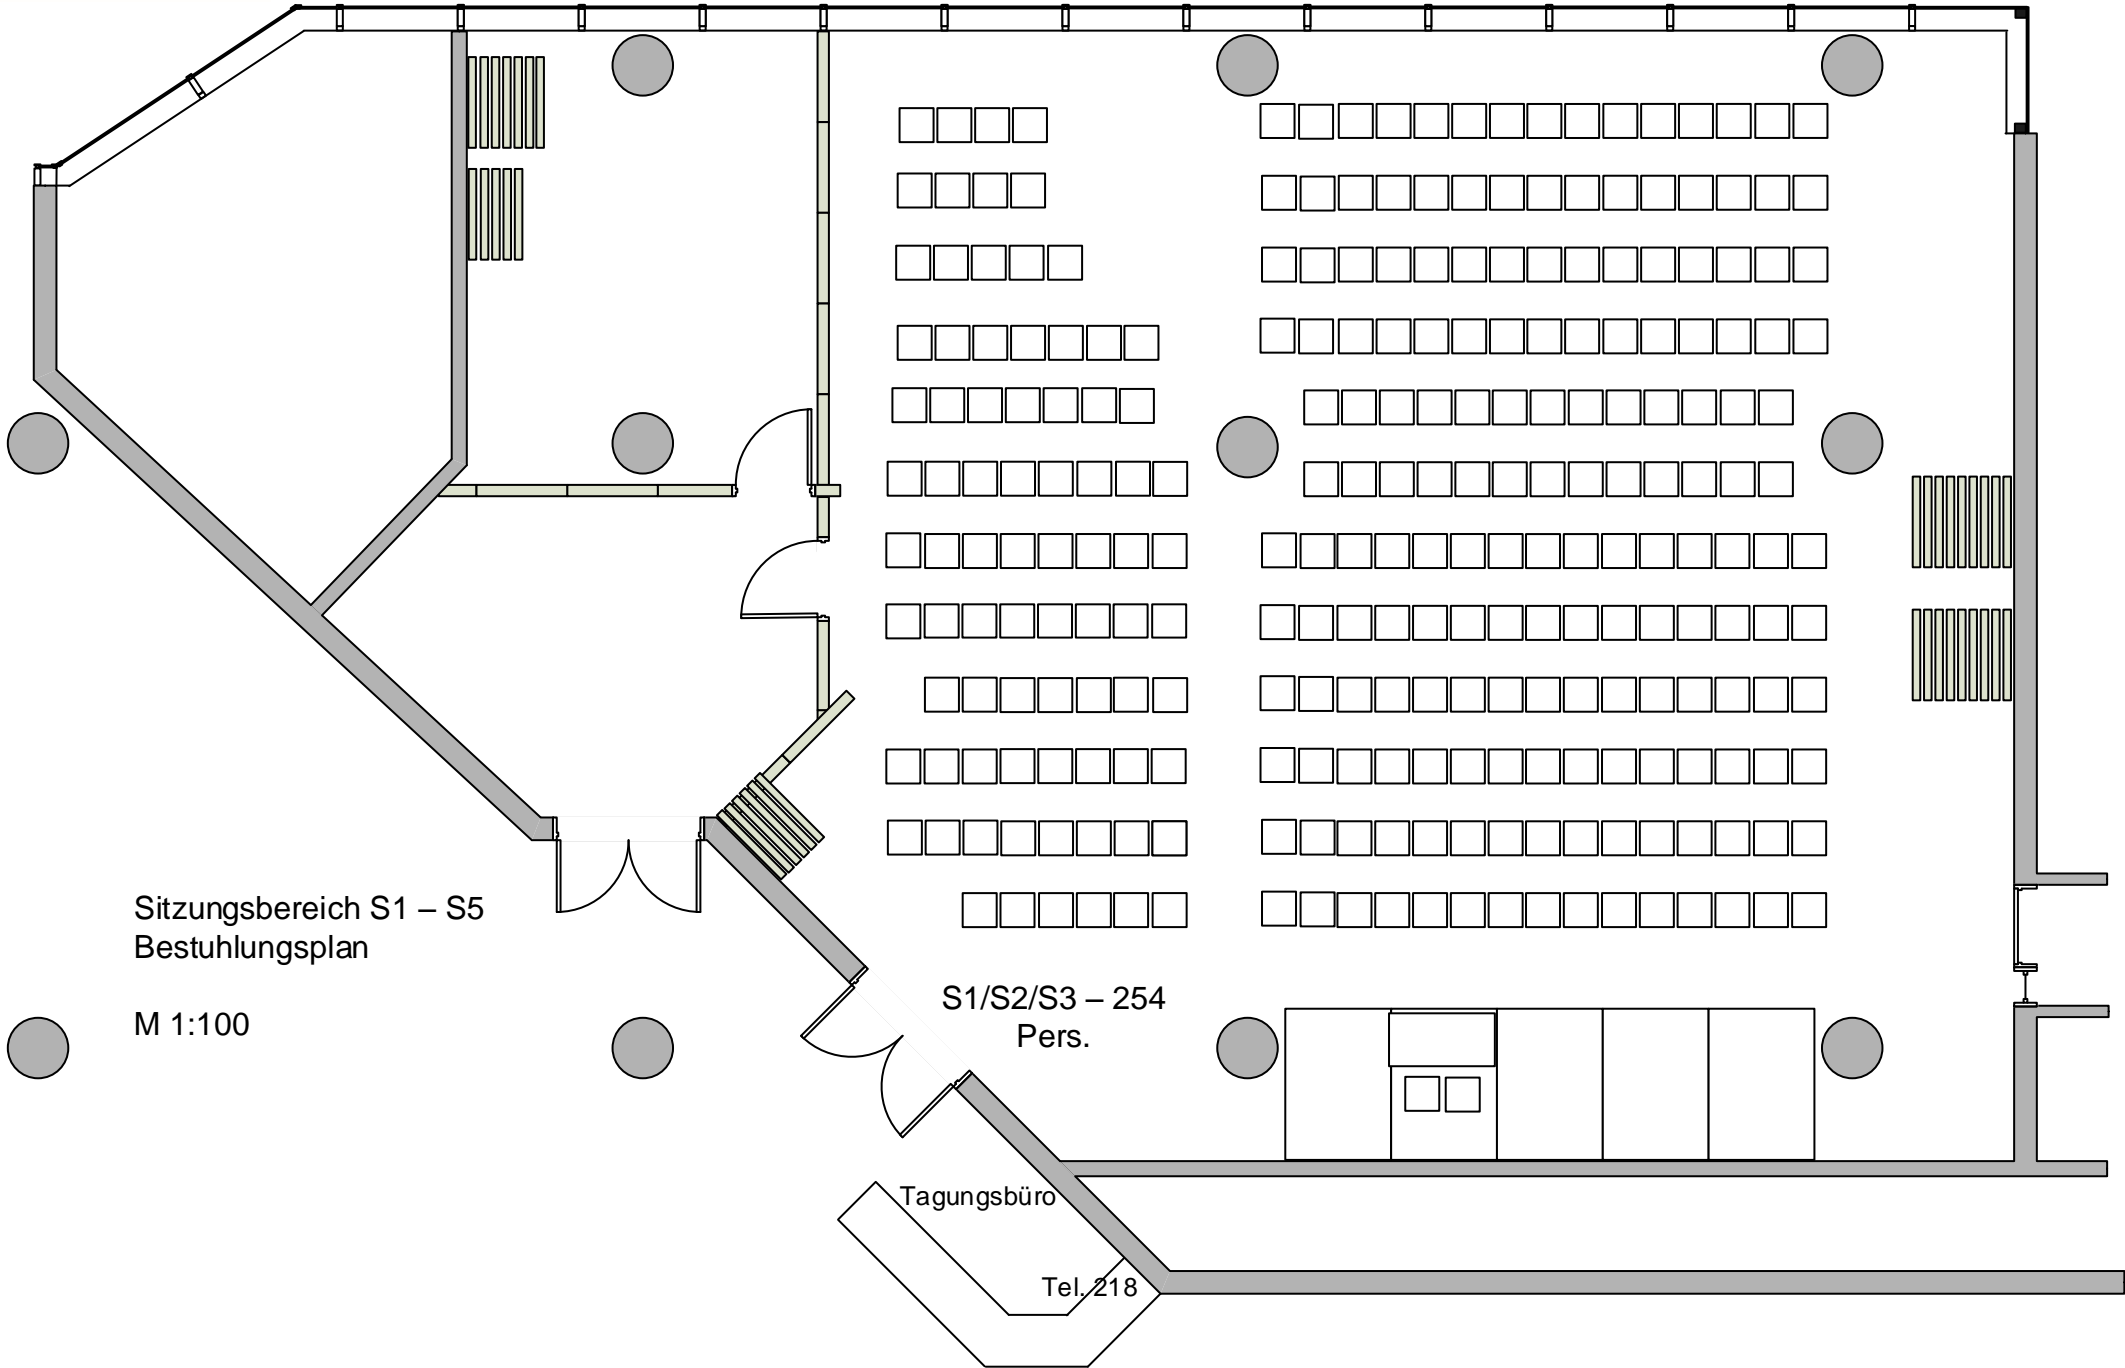 Sitzungsbereich S1 – S5
Bestuhlungsplan
M 1:100
S1/S2/S3 – 254
Pers.
Tagungsbüro
Tel. 218